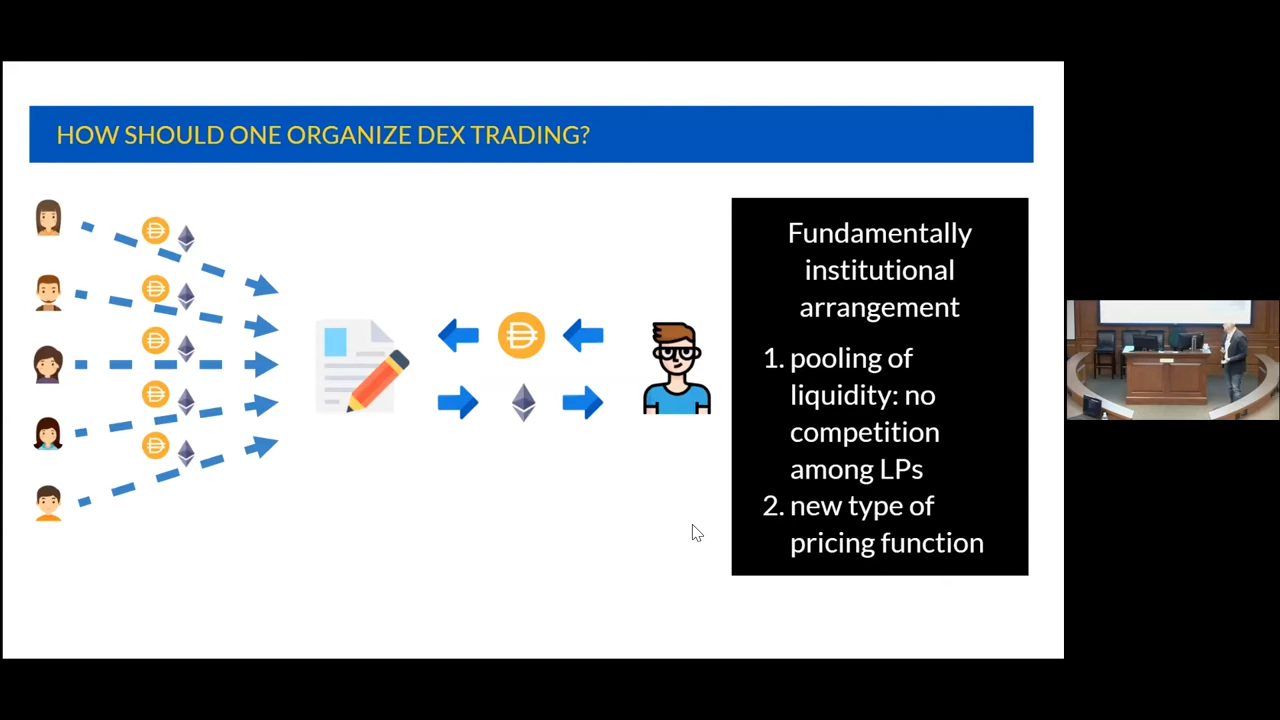 HOW SHOULD ONE ORGANIZE DEX TRADING?
Fundamentally
institutional
arrangement
1. pooling of
liquidity: no
competition
among LPs
2. new type of
pricing function